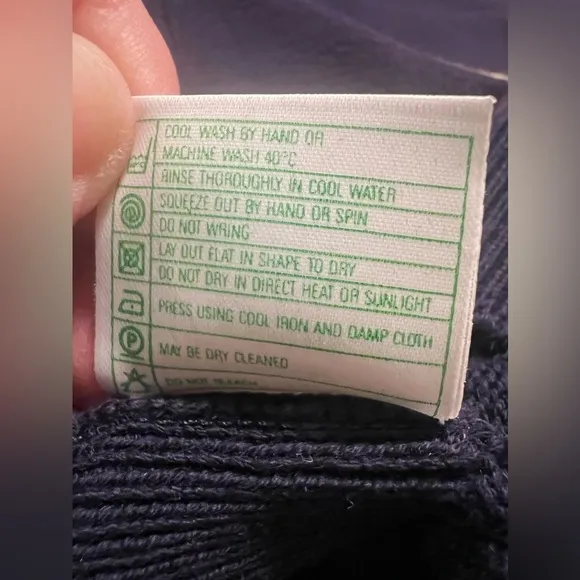 COOL WASH BY HAND OR
MACHINE WASH 40°C
RINSE THOROUGHLY IN COOL WATER
SQUEEZE OUT BY HAND OR SPIN
DO NOT WRING
LAY OUT FLAT IN SHAPE TO DRY
DO NOT DRY IN DIRECT HEAT OR SUNLIGHT
PRESS USING COOL IRON AND DAMP CLOTH
P
MAY BE DRY CLEANED
DO NOT BLEACH